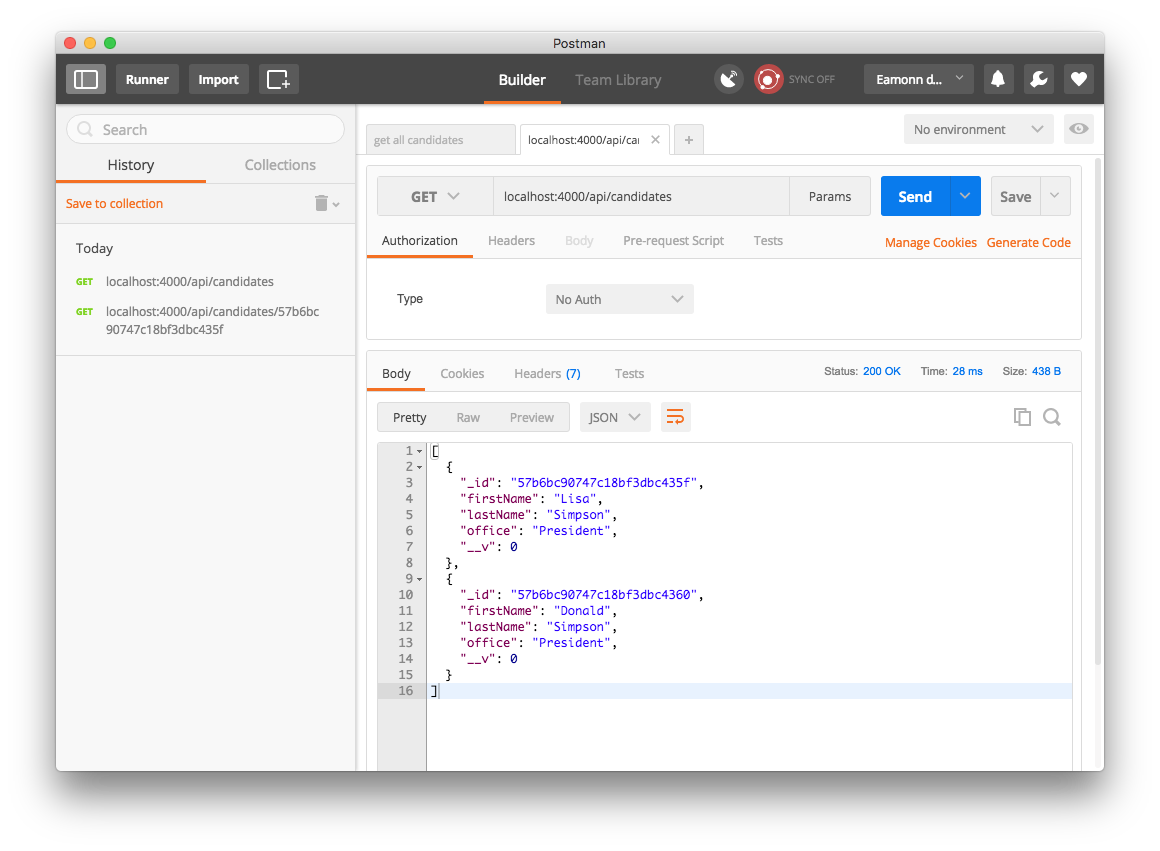 Postman
Runner Import Builder Team Library SYNC OFF Eamonn d...
Search
History Collections
Save to collection
Today
GET localhost:4000/api/candidates
GET localhost:4000/api/candidates/57b6bc
90747c18bf3dbc435f
get all candidates localhost:4000/api/car × + No environment
GET localhost:4000/api/candidates Params Send Save
Authorization Headers Body Pre-request Script Tests Manage Cookies Generate Code
Type No Auth
Body Cookies Headers (7) Tests Status: 200 OK Time: 28 ms Size: 438 B
Pretty Raw Preview JSON
1 [
2 {
3 "_id": "57b6bc90747c18bf3dbc435f",
4 "firstName": "Lisa",
5 "lastName": "Simpson",
6 "office": "President",
7 "__v": 0
8 },
9 {
10 "_id": "57b6bc90747c18bf3dbc4360",
11 "firstName": "Donald",
12 "lastName": "Simpson",
13 "office": "President",
14 "__v": 0
15 }
16 ]